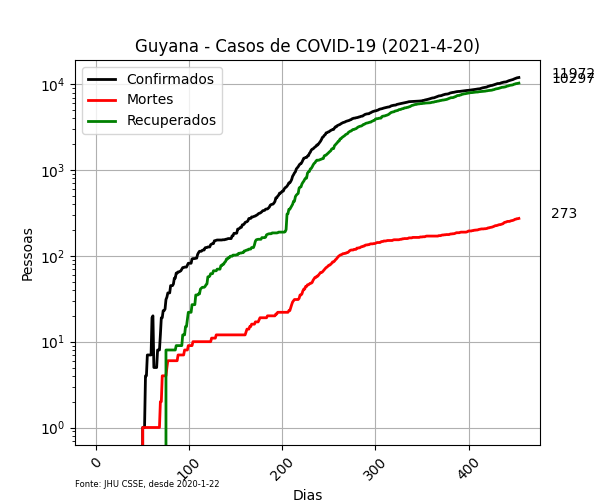 Guyana - Casos de COVID-19 (2021-4-20)
Confirmados
Mortes
Recuperados
11972
10297
273
10⁴
10³
10²
10¹
10⁰
Pessoas
0
100
200
300
400
Dias
Fonte: JHU CSSE, desde 2020-1-22